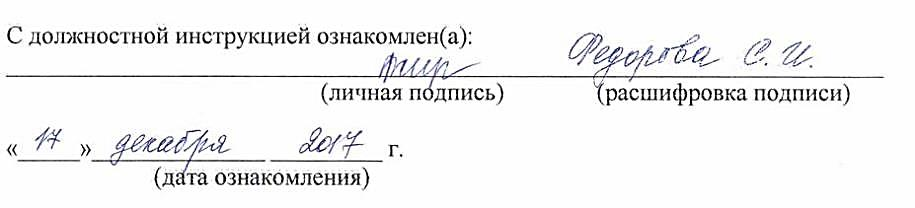 С должностной инструкцией ознакомлен(а):
Федорова С. И.
(личная подпись) (расшифровка подписи)
«17» декабря 2017 г.
(дата ознакомления)